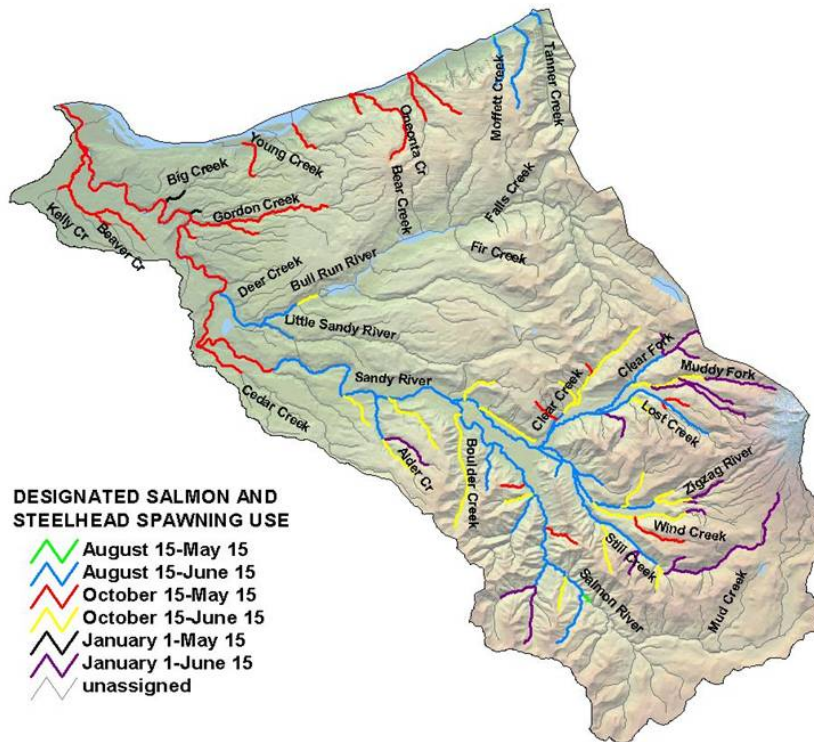 Tanner Creek
Moffett Creek
Oneonta Cr
Young Creek
Big Creek
Bear Creek
Falls Creek
Gordon Creek
Kelly Cr
Beaver Cr
Fir Creek
Deer Creek
Bull Run River
Little Sandy River
Sandy River
Clear Fork
Muddy Fork
Clear Creek
Lost Creek
Cedar Creek
Alder Cr
Boulder Creek
Zigzag River
Wind Creek
Still Creek
Salmon River
Mud Creek
DESIGNATED SALMON AND
STEELHEAD SPAWNING USE
August 15-May 15
August 15-June 15
October 15-May 15
October 15-June 15
January 1-May 15
January 1-June 15
unassigned